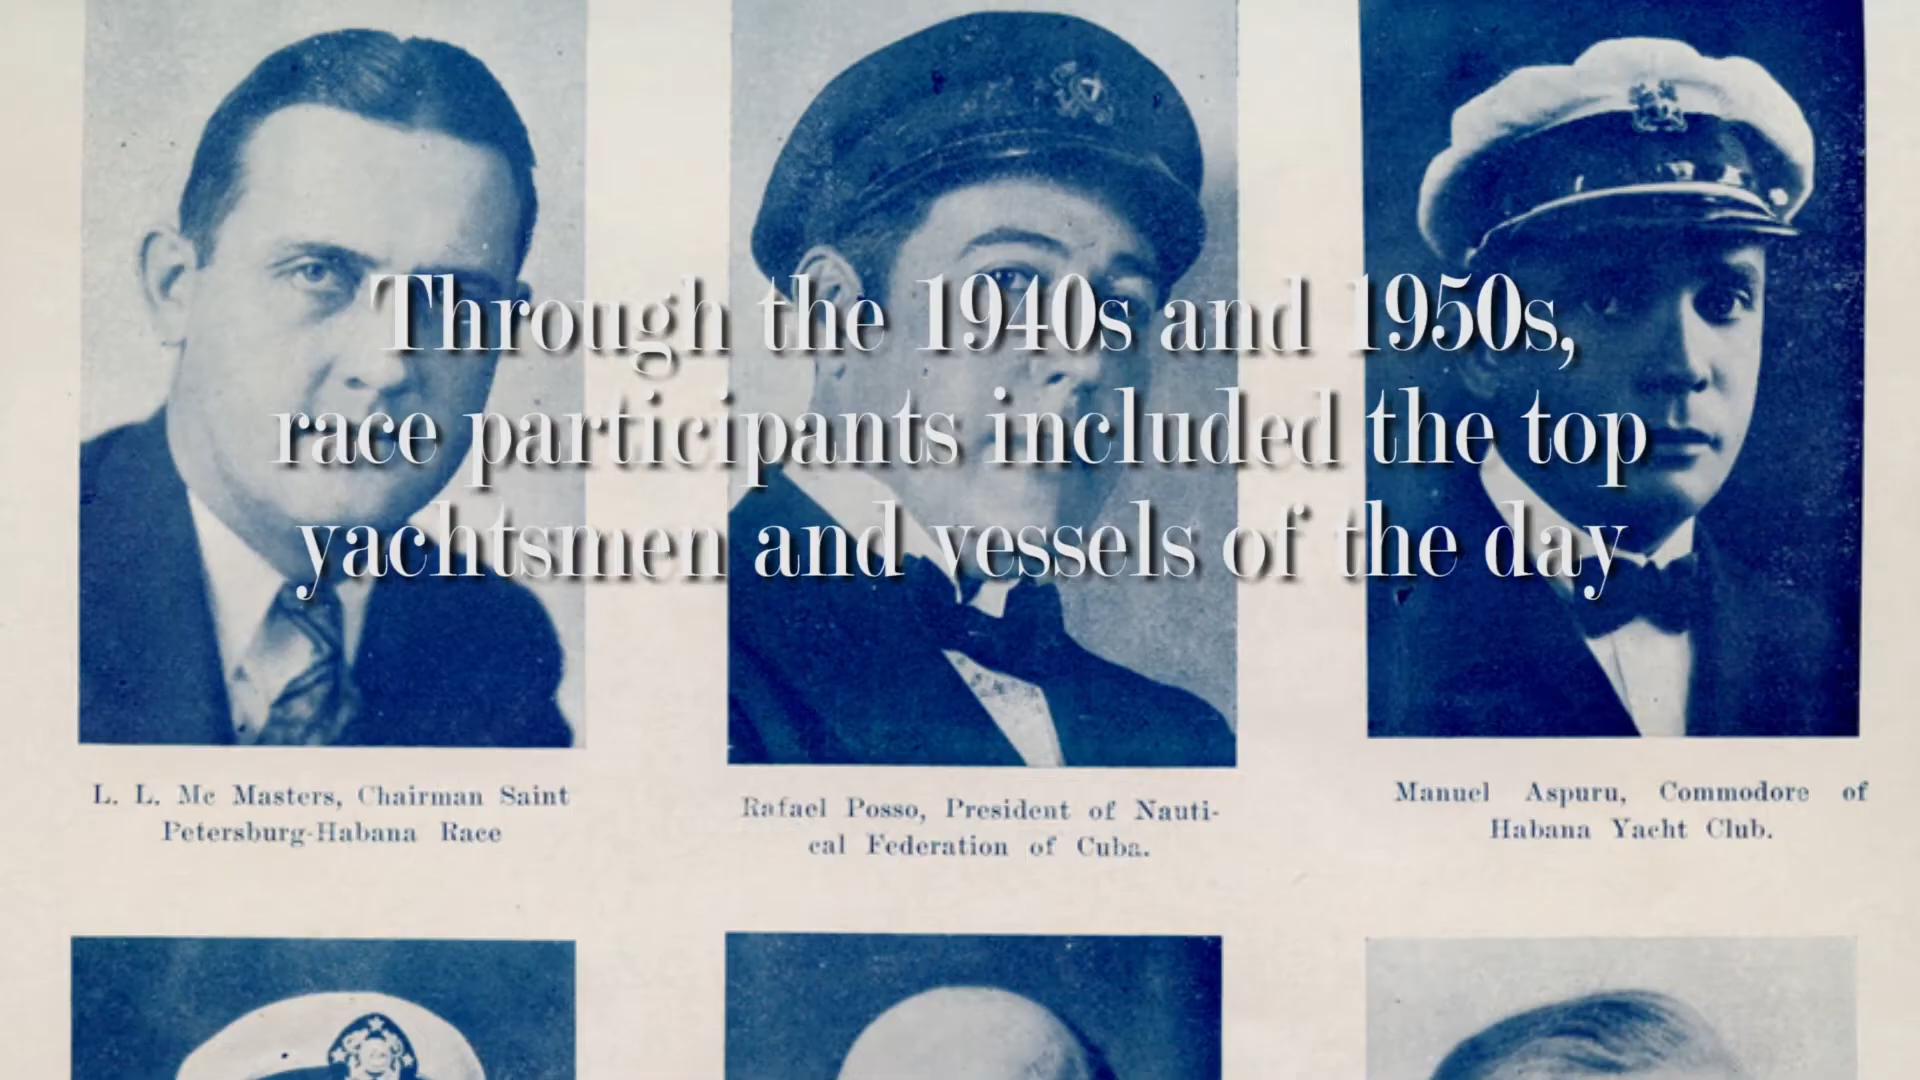 Through the 1940s and 1950s,
race participants included the top
yachtsmen and vessels of the day
L. L. Mc Masters, Chairman Saint
Petersburg-Habana Race
Rafael Posso, President of Nauti-
cal Federation of Cuba.
Manuel Aspuru, Commodore of
Habana Yacht Club.